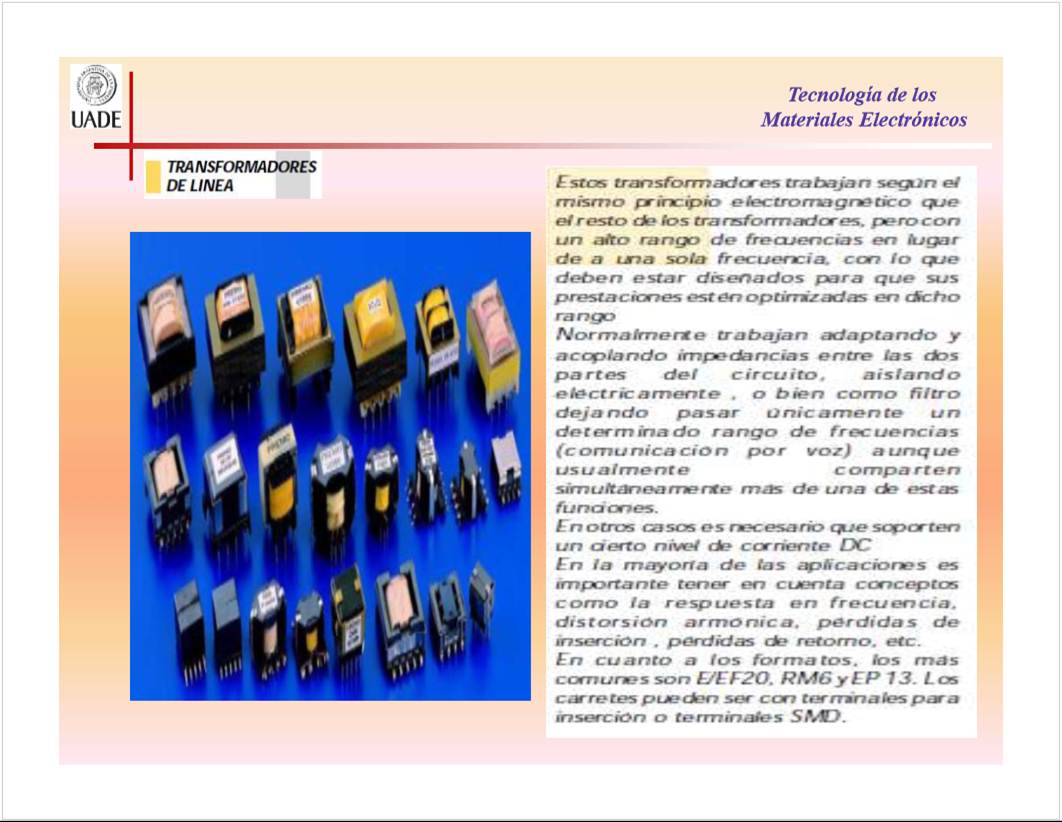 UADE
Tecnología de los
Materiales Electrónicos
TRANSFORMADORES
DE LINEA
Estos transformadores trabajan según el
mismo principio electromagnético que
el resto de los transformadores, pero con
un alto rango de frecuencias en lugar
de a una sola frecuencia, con lo que
deben estar diseñados para que sus
prestaciones estén optimizadas en dicho
rango
Normalmente trabajan adaptando y
acoplando impedancias entre las dos
partes del circuito, aislando
eléctricamente , o bien como filtro
dejando pasar únicamente un
determinado rango de frecuencias
(comunicación por voz) aunque
usualmente comparten
simultáneamente más de una de estas
funciones.
En otros casos es necesario que soporten
un cierto nivel de corriente DC
En la mayoría de las aplicaciones es
importante tener en cuenta conceptos
como la respuesta en frecuencia,
distorsión armónica, pérdidas de
inserción , pérdidas de retorno, etc.
En cuanto a los formatos, los más
comunes son E/EF20, RM6 y EP 13. Los
carretes pueden ser con terminales para
inserción o terminales SMD.